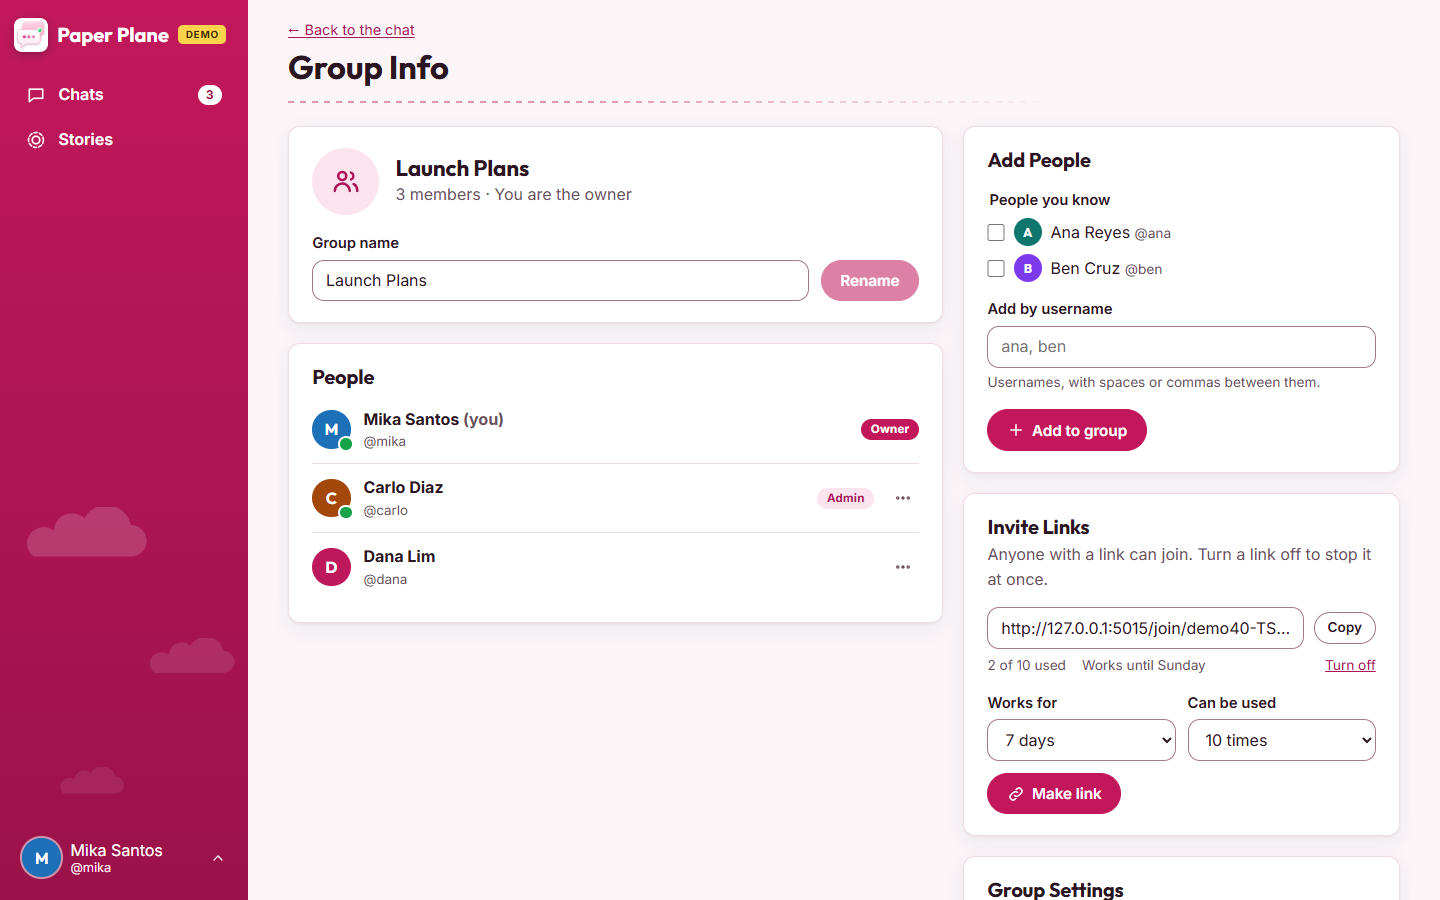 Paper Plane DEMO
Chats 3
Stories
M Mika Santos
@mika
← Back to the chat
Group Info
Launch Plans
3 members · You are the owner
Group name
Launch Plans Rename
People
M Mika Santos (you)
@mika
Owner
C Carlo Diaz
@carlo
Admin
D Dana Lim
@dana
Add People
People you know
A Ana Reyes @ana
B Ben Cruz @ben
Add by username
ana, ben
Usernames, with spaces or commas between them.
+ Add to group
Invite Links
Anyone with a link can join. Turn a link off to stop it
at once.
http://127.0.0.1:5015/join/demo40-TS... Copy
2 of 10 used Works until Sunday Turn off
Works for Can be used
7 days 10 times
Make link
Group Settings